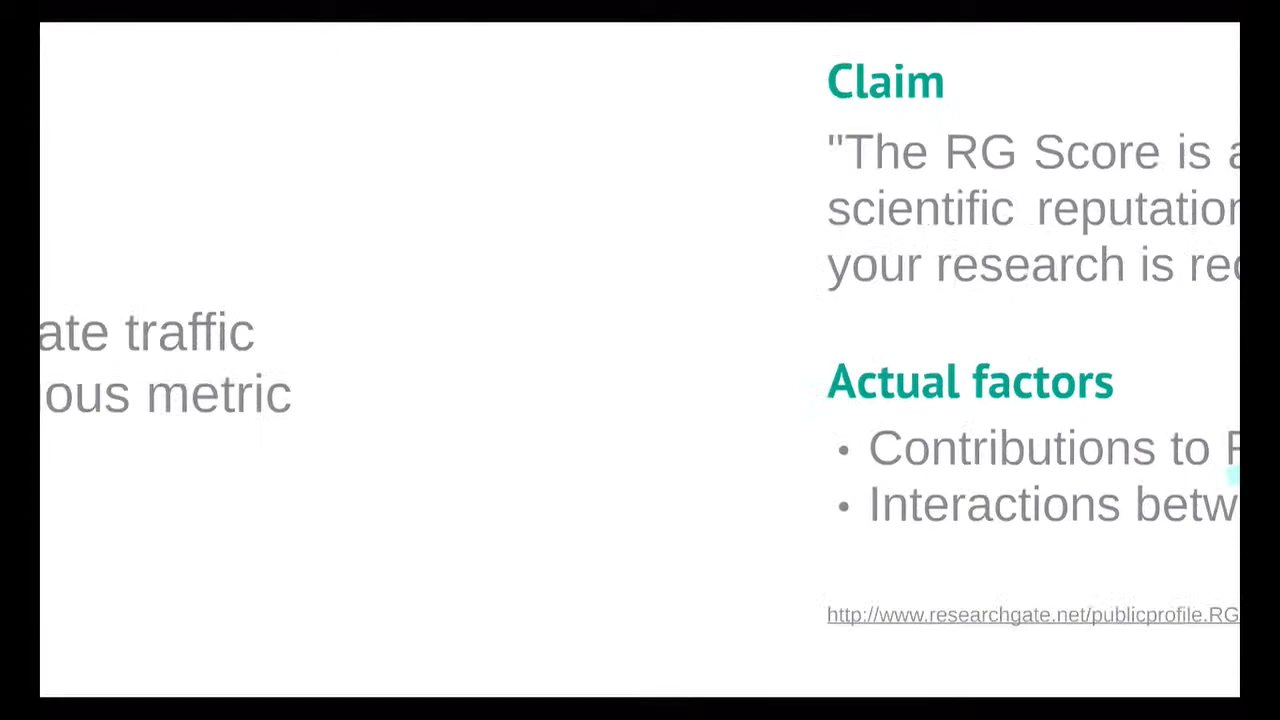 ate traffic
ous metric
Claim
"The RG Score is a
scientific reputation
your research is rec
Actual factors
• Contributions to
• Interactions betw
http://www.researchgate.net/publicprofile.RG